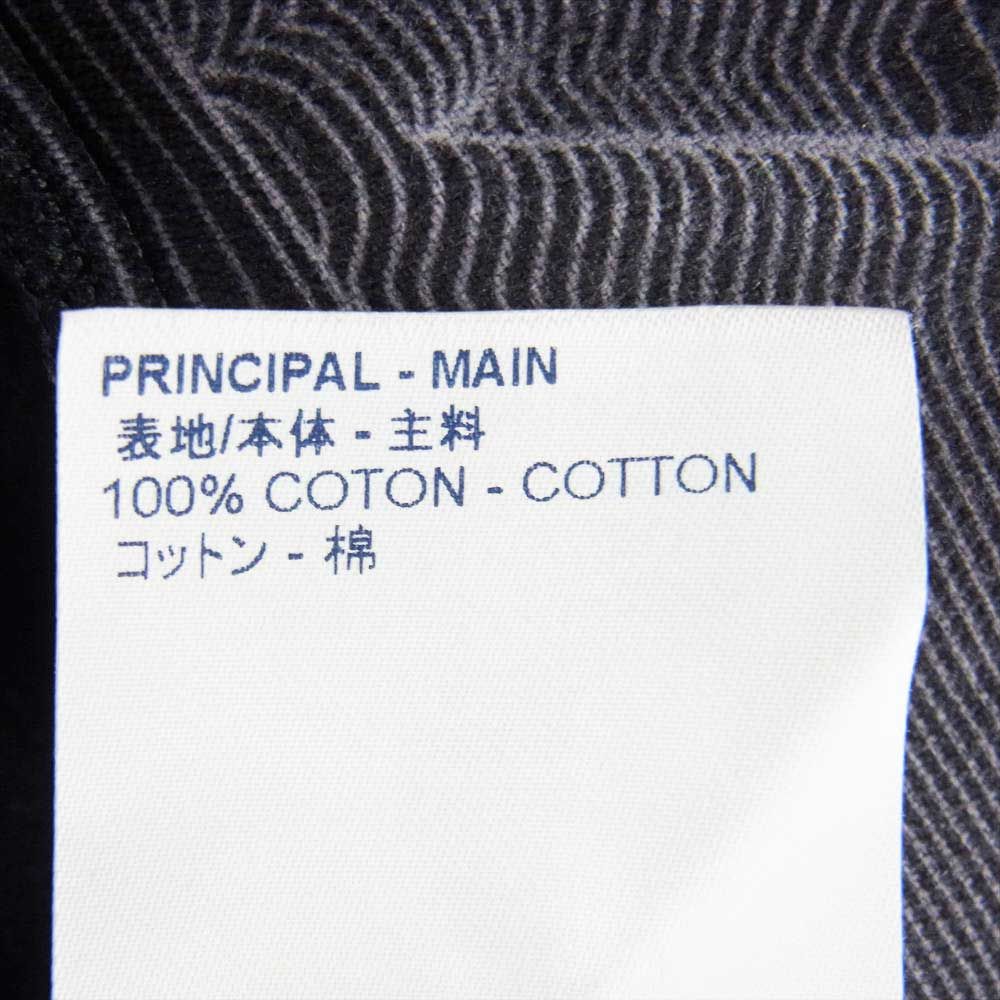 PRINCIPAL - MAIN
表地/本体 - 主料
100% COTON - COTTON
コットン - 棉